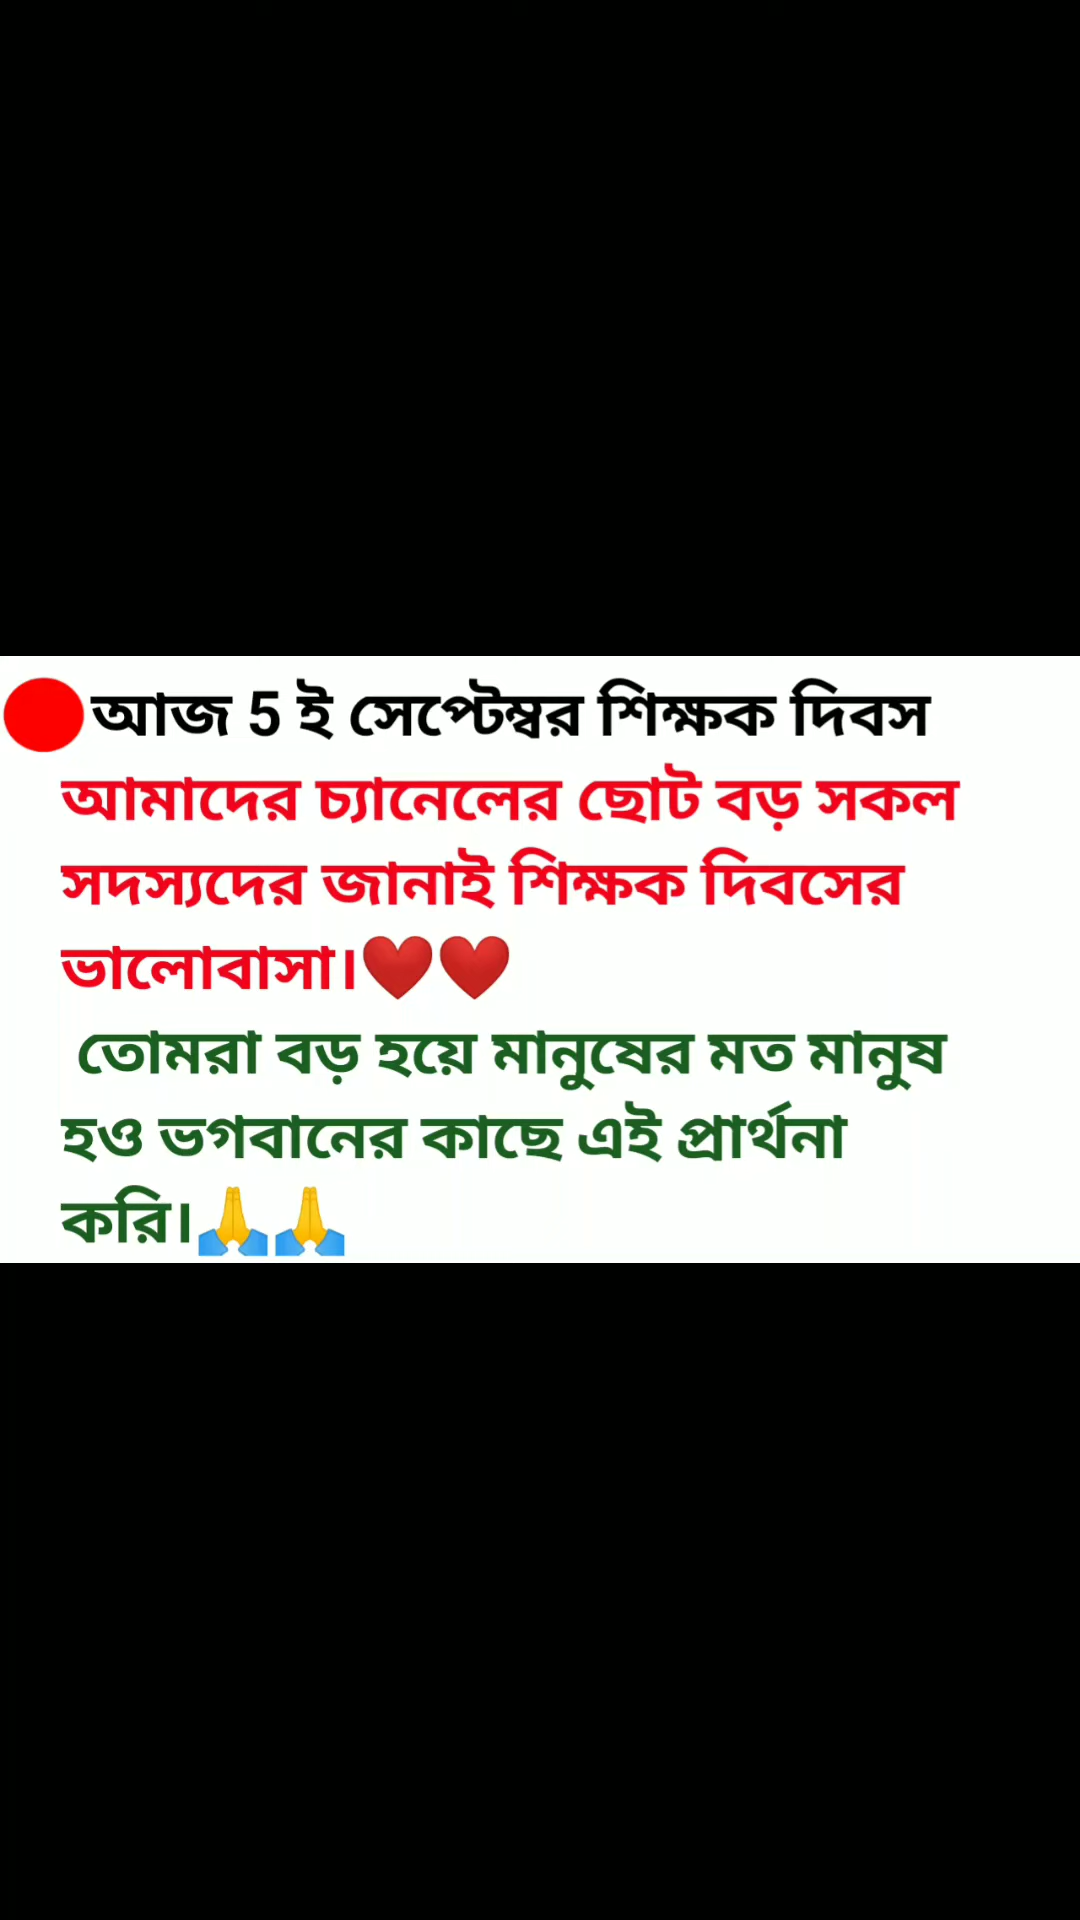 🔴আজ 5 ই সেপ্টেম্বর শিক্ষক দিবস
আমাদের চ্যানেলের ছোট বড় সকল
সদস্যদের জানাই শিক্ষক দিবসের
ভালোবাসা।❤️❤️
তোমরা বড় হয়ে মানুষের মত মানুষ
হও ভগবানের কাছে এই প্রার্থনা
করি।🙏🙏